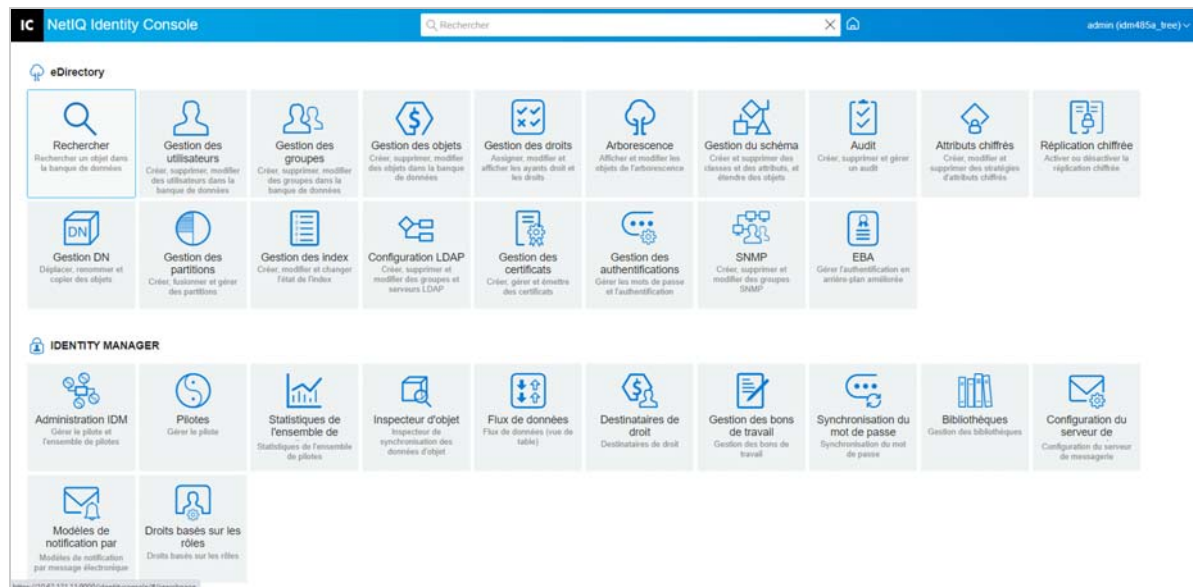 IC NetIQ Identity Console
Rechercher
admin (idm485a_tree)
eDirectory
Rechercher
Rechercher un objet dans
la banque de données
Gestion des
utilisateurs
Créer, supprimer, modifier
des utilisateurs dans la
banque de données
Gestion des
groupes
Créer, supprimer, modifier
des groupes dans la
banque de données
Gestion des objets
Créer, supprimer, modifier
des objets dans la banque
de données
Gestion des droits
Assigner, modifier et
afficher les ayants droit et
les droits
Arborescence
Afficher et modifier les
objets de l'arborescence
Gestion du schéma
Créer et supprimer des
classes et des attributs, et
étendre des objets
Audit
Créer, supprimer et gérer
un audit
Attributs chiffrés
Créer, modifier et
supprimer des stratégies
d'attributs chiffrés
Réplication chiffrée
Activer ou désactiver la
réplication chiffrée
DN
Gestion DN
Déplacer, renommer et
copier des objets
Gestion des
partitions
Créer, fusionner et gérer
des partitions
Gestion des index
Créer, modifier et changer
l'état de l'index
Configuration LDAP
Créer, supprimer et
modifier des groupes et
serveurs LDAP
Gestion des
certificats
Créer, gérer et émettre
des certificats
Gestion des
authentifications
Gérer les mots de passe
et l'authentification
SNMP
Créer, supprimer et
modifier des groupes
SNMP
EBA
Gérer l'authentification en
arrière-plan améliorée
IDENTITY MANAGER
Administration IDM
Gérer le pilote et
l'ensemble de pilotes
Pilotes
Gérer le pilote
Statistiques de
l'ensemble de
Statistiques de l'ensemble
de pilotes
Inspecteur d'objet
Inspecteur de
synchronisation des
données d'objet
Flux de données
Flux de données (vue de
table)
Destinataires de
droit
Destinataires de droit
Gestion des bons
de travail
Gestion des bons de
travail
Synchronisation du
mot de passe
Synchronisation du mot
de passe
Bibliothèques
Gestion des bibliothèques
Configuration du
serveur de
Configuration du serveur
de messagerie
Modèles de
notification par
Modèles de notification
par message électronique
Droits basés sur les
rôles
Droits basés sur les rôles